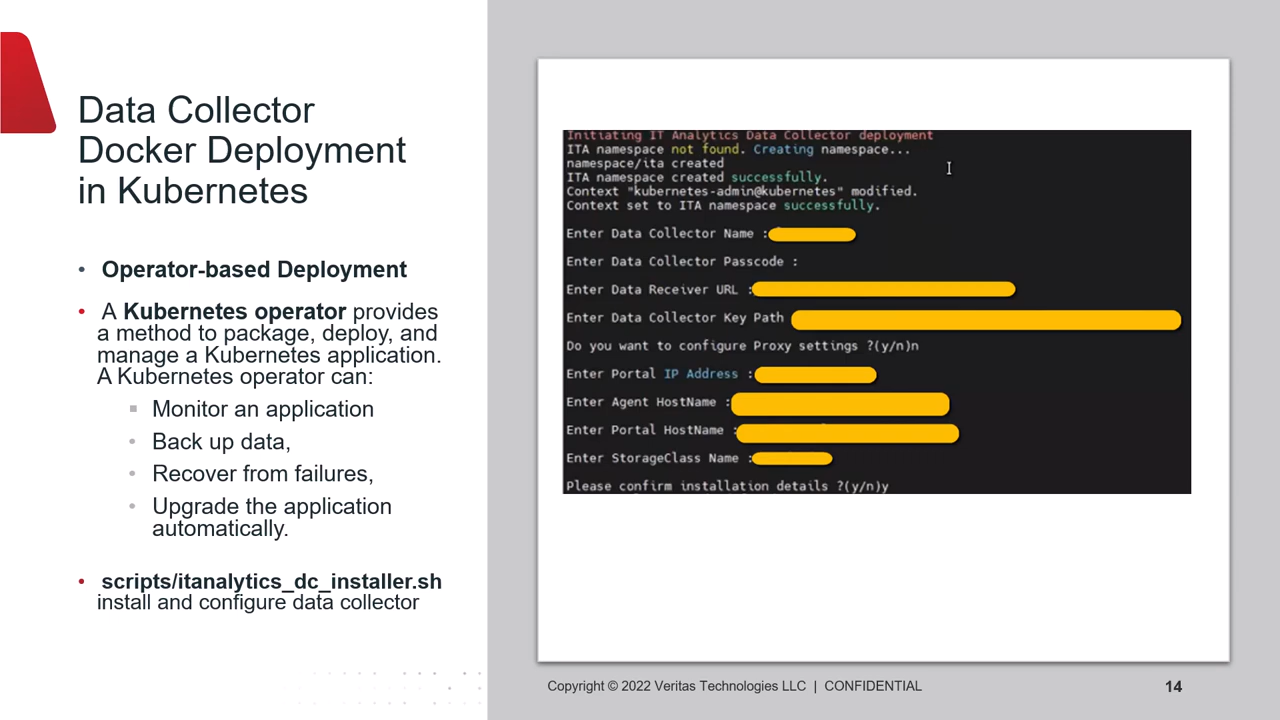 Data Collector
Docker Deployment
in Kubernetes
• Operator-based Deployment
• A Kubernetes operator provides
a method to package, deploy, and
manage a Kubernetes application.
A Kubernetes operator can:
▪ Monitor an application
• Back up data,
• Recover from failures,
• Upgrade the application
automatically.
• scripts/itanalytics_dc_installer.sh
install and configure data collector
Initiating IT Analytics Data Collector deployment
ITA namespace not found. Creating namespace...
namespace/ita created
ITA namespace created successfully.
Context "kubernetes-admin@kubernetes" modified.
Context set to ITA namespace successfully.
Enter Data Collector Name :
Enter Data Collector Passcode :
Enter Data Receiver URL :
Enter Data Collector Key Path
Do you want to configure Proxy settings ?(y/n)n
Enter Portal IP Address :
Enter Agent HostName :
Enter Portal HostName :
Enter StorageClass Name :
Please confirm installation details ?(y/n)y
Copyright © 2022 Veritas Technologies LLC | CONFIDENTIAL
14